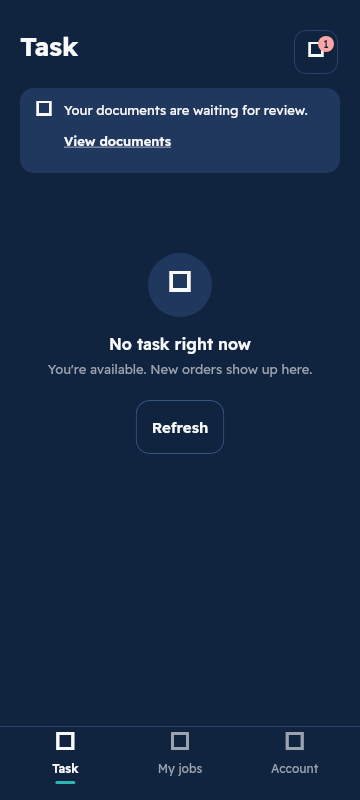 Task
1
Your documents are waiting for review.
View documents
No task right now
You're available. New orders show up here.
Refresh
Task
My jobs
Account